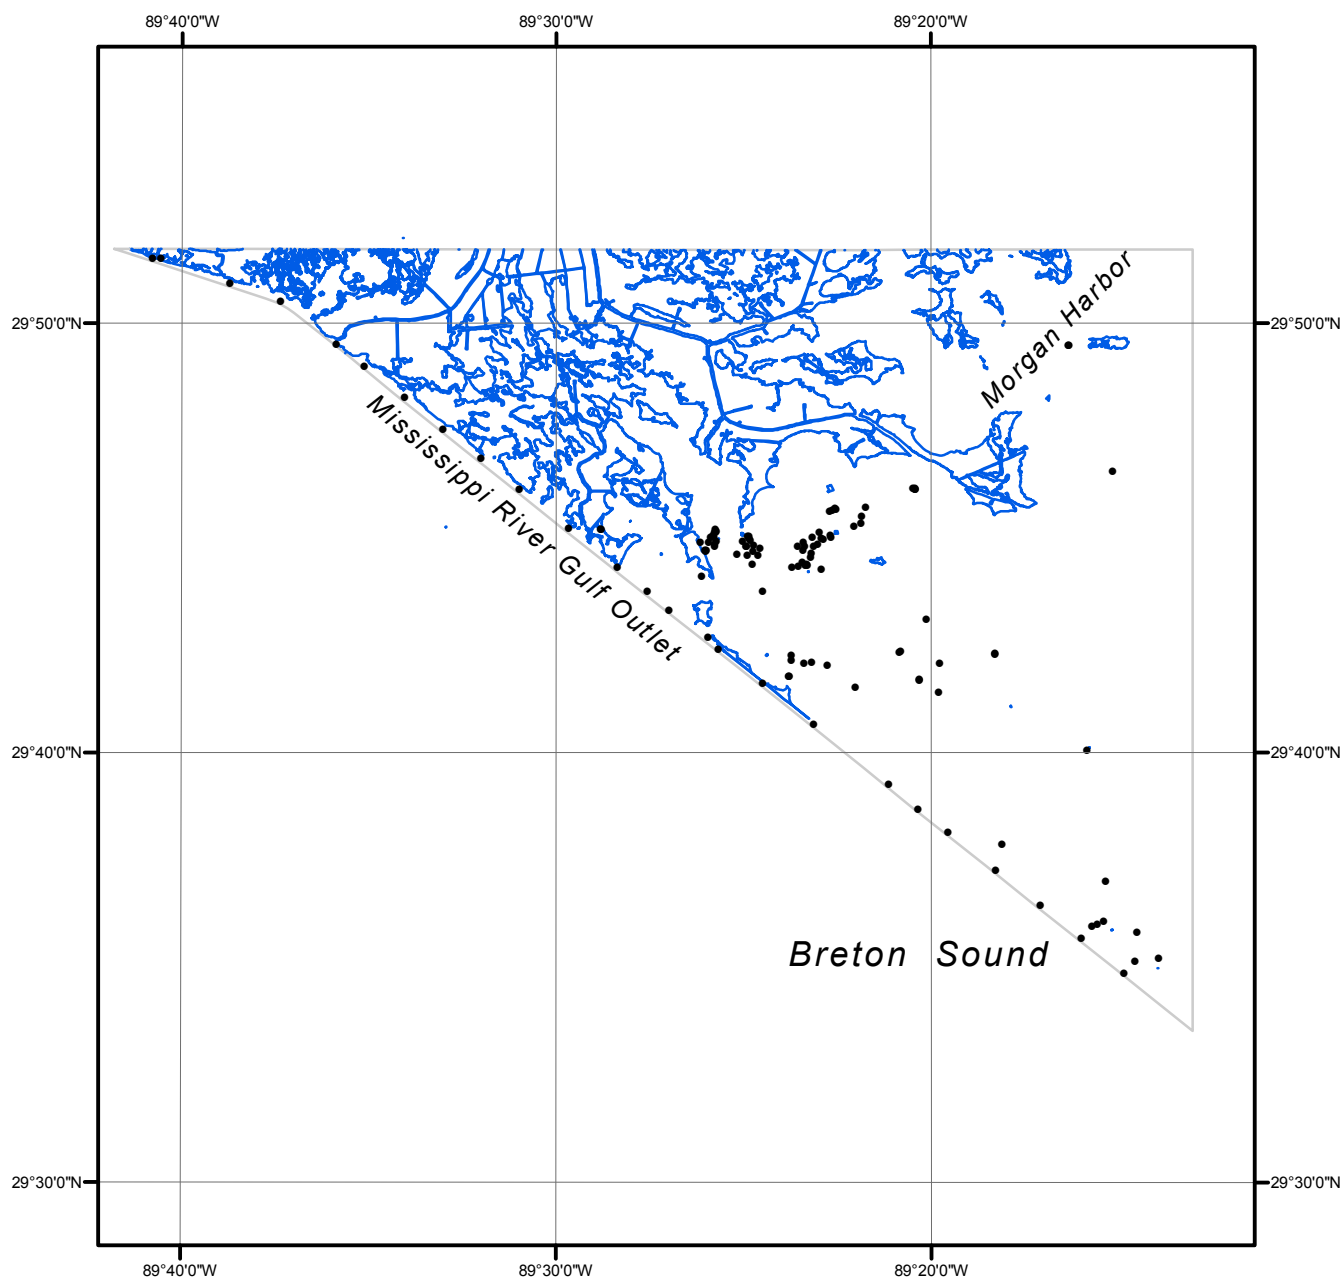 89°40'0"W 89°30'0"W 89°20'0"W
Morgan Harbor
29°50'0"N 29°50'0"N
Mississippi River Gulf Outlet
29°40'0"N 29°40'0"N
Breton Sound
29°30'0"N 29°30'0"N
89°40'0"W 89°30'0"W 89°20'0"W